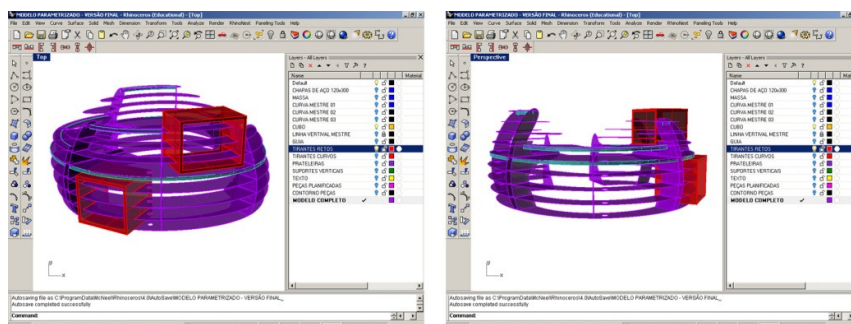 MODELO PARAMETRIZADO - VERSÃO FINAL - Rhinoceros (Educational) - [Top]
File Edit View Curve Surface Solid Mesh Dimension Transform Tools Analyze Render RhinoNest Paneling Tools Help
Top
Layers - All Layers
Name Material
Default
CHAPAS DE AÇO 120x300
MASSA
CURVA MESTRE 01
CURVA MESTRE 02
CURVA MESTRE 03
CUBO
LINHA VERTIVAL MESTRE
GUIA
TIRANTES RETOS
TIRANTES CURVOS
PRATELEIRAS
SUPORTES VERTICAIS
TEXTO
PEÇAS PLANIFICADAS
CONTORNO PEÇAS
MODELO COMPLETO
Autosaving file as C:\ProgramData\McNeel\Rhinoceros\4.0\AutoSave\MODELO PARAMETRIZADO - VERSÃO FINAL_
Autosave completed successfully
Command:
MODELO PARAMETRIZADO - VERSÃO FINAL - Rhinoceros (Educational) - [Top]
File Edit View Curve Surface Solid Mesh Dimension Transform Tools Analyze Render RhinoNest Paneling Tools Help
Perspective
Layers - All Layers
Name Material
Default
CHAPAS DE AÇO 120x300
MASSA
CURVA MESTRE 01
CURVA MESTRE 02
CURVA MESTRE 03
CUBO
LINHA VERTIVAL MESTRE
GUIA
TIRANTES RETOS
TIRANTES CURVOS
PRATELEIRAS
SUPORTES VERTICAIS
TEXTO
PEÇAS PLANIFICADAS
CONTORNO PEÇAS
MODELO COMPLETO
Autosaving file as C:\ProgramData\McNeel\Rhinoceros\4.0\AutoSave\MODELO PARAMETRIZADO - VERSÃO FINAL_
Autosave completed successfully
Command: